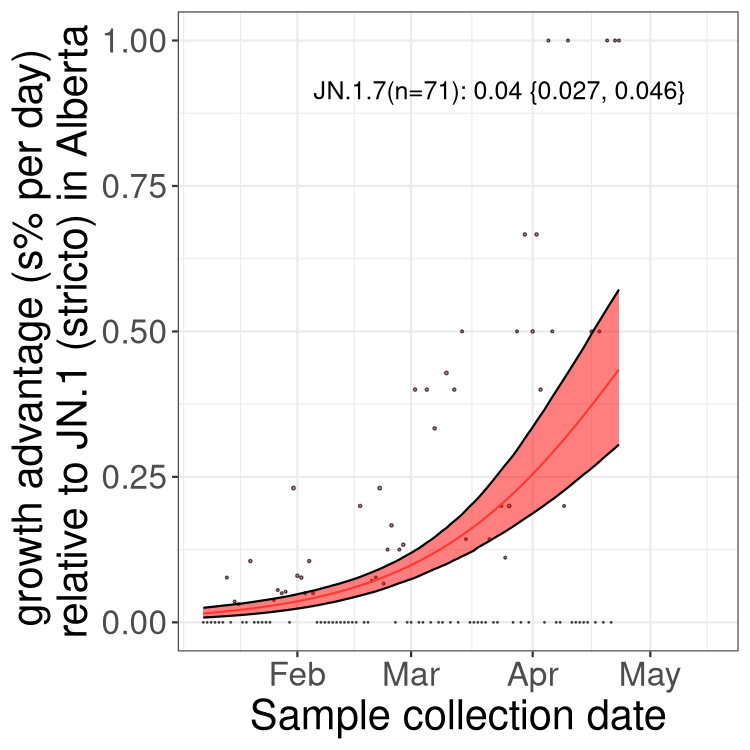 growth advantage (s% per day)
relative to JN.1 (stricto) in Alberta
1.00
0.75
0.50
0.25
0.00
JN.1.7(n=71): 0.04 {0.027, 0.046}
Feb Mar Apr May
Sample collection date